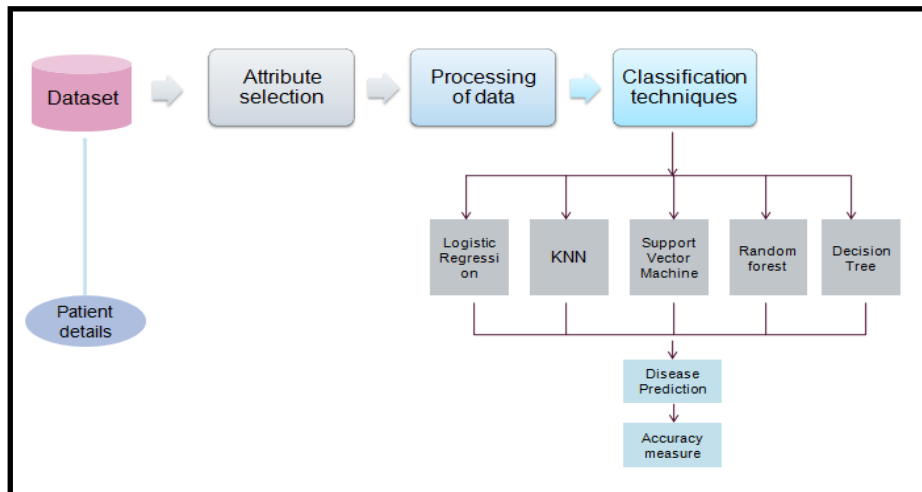 Dataset
Attribute
selection
Processing
of data
Classification
techniques
Logistic
Regressi
on
KNN
Support
Vector
Machine
Random
forest
Decision
Tree
Patient
details
Disease
Prediction
Accuracy
measure